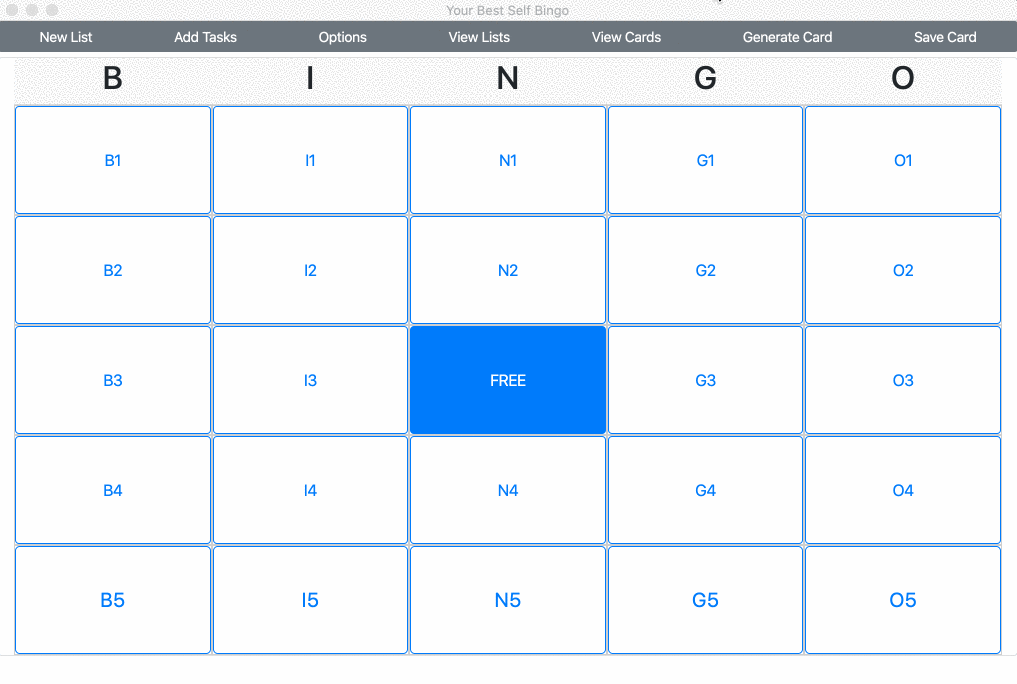 Your Best Self Bingo
New List Add Tasks Options View Lists View Cards Generate Card Save Card
B I N G O
B1 I1 N1 G1 O1
B2 I2 N2 G2 O2
B3 I3 FREE G3 O3
B4 I4 N4 G4 O4
B5 I5 N5 G5 O5